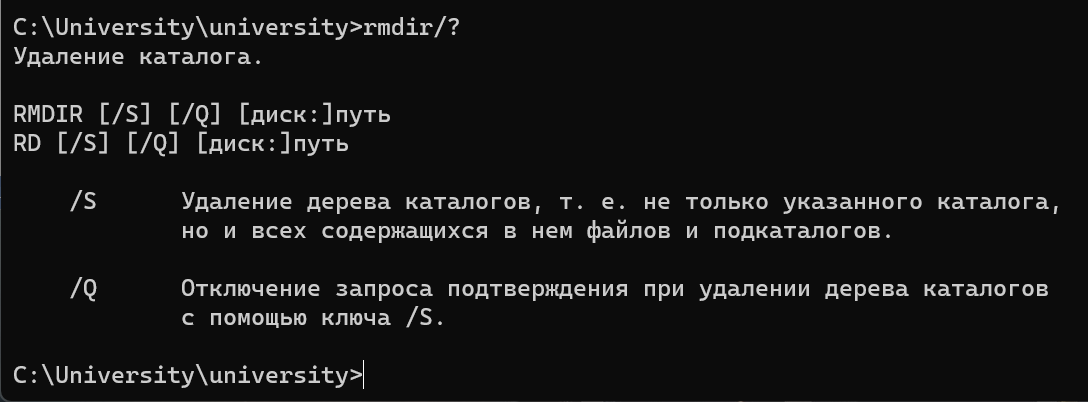 C:\University\university>rmdir/?
Удаление каталога.
RMDIR [/S] [/Q] [диск:]путь
RD [/S] [/Q] [диск:]путь
/S Удаление дерева каталогов, т. е. не только указанного каталога,
но и всех содержащихся в нем файлов и подкаталогов.
/Q Отключение запроса подтверждения при удалении дерева каталогов
с помощью ключа /S.
C:\University\university>